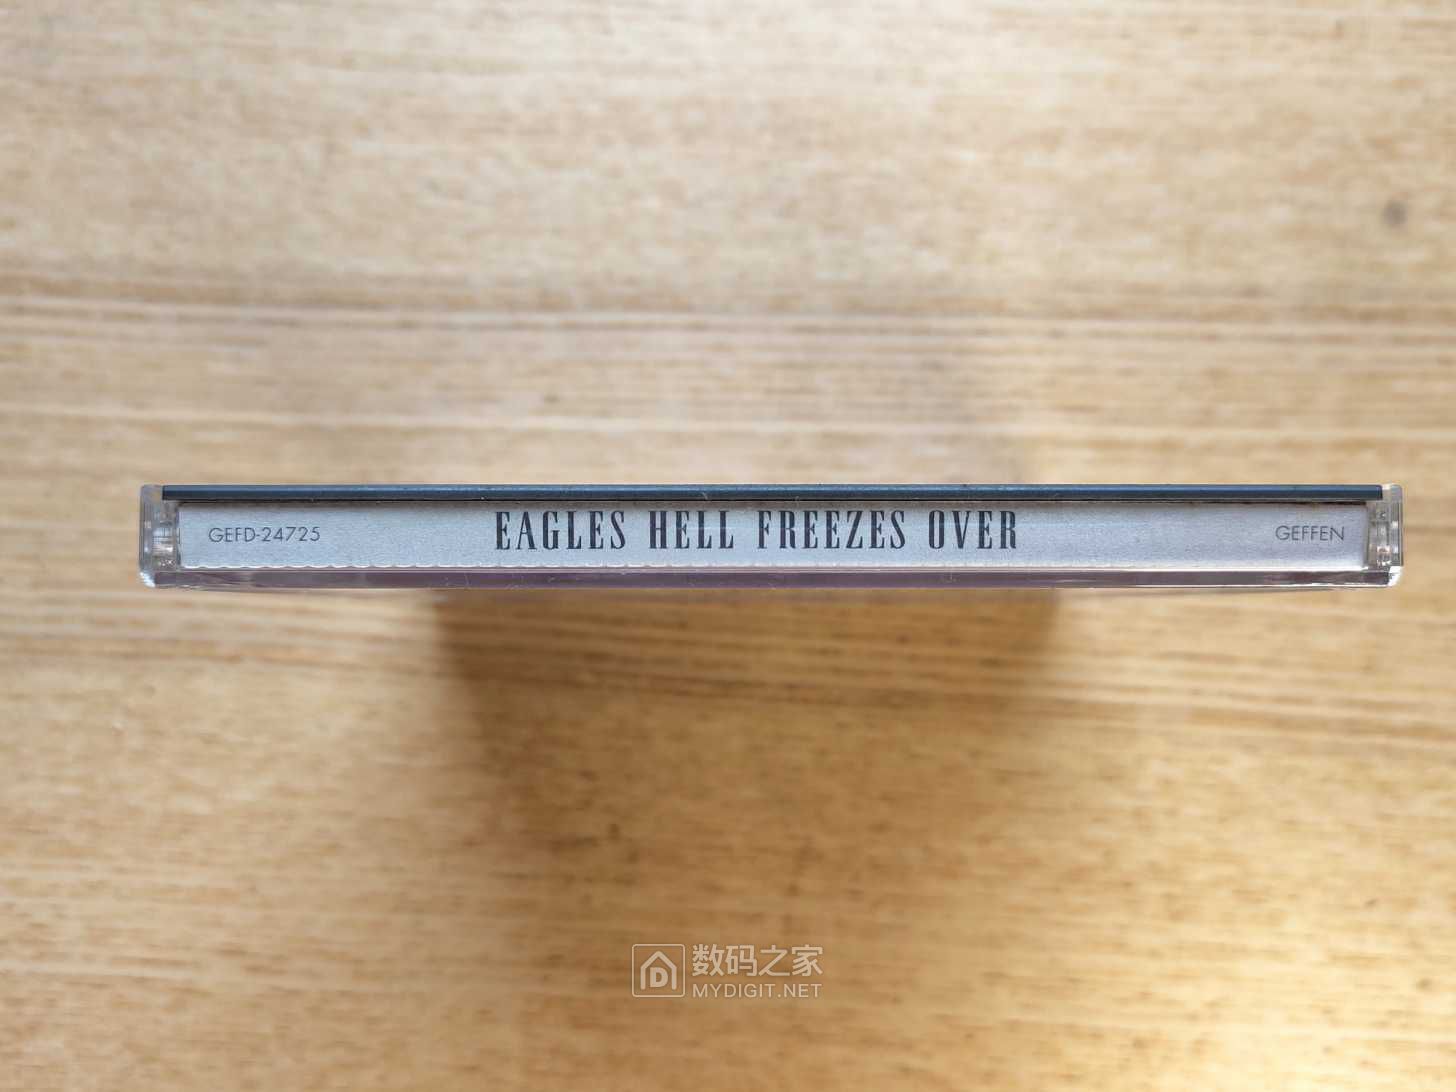 GEFD-24725 EAGLES HELL FREEZES OVER GEFFEN
数码之家
MYDIGIT.NET